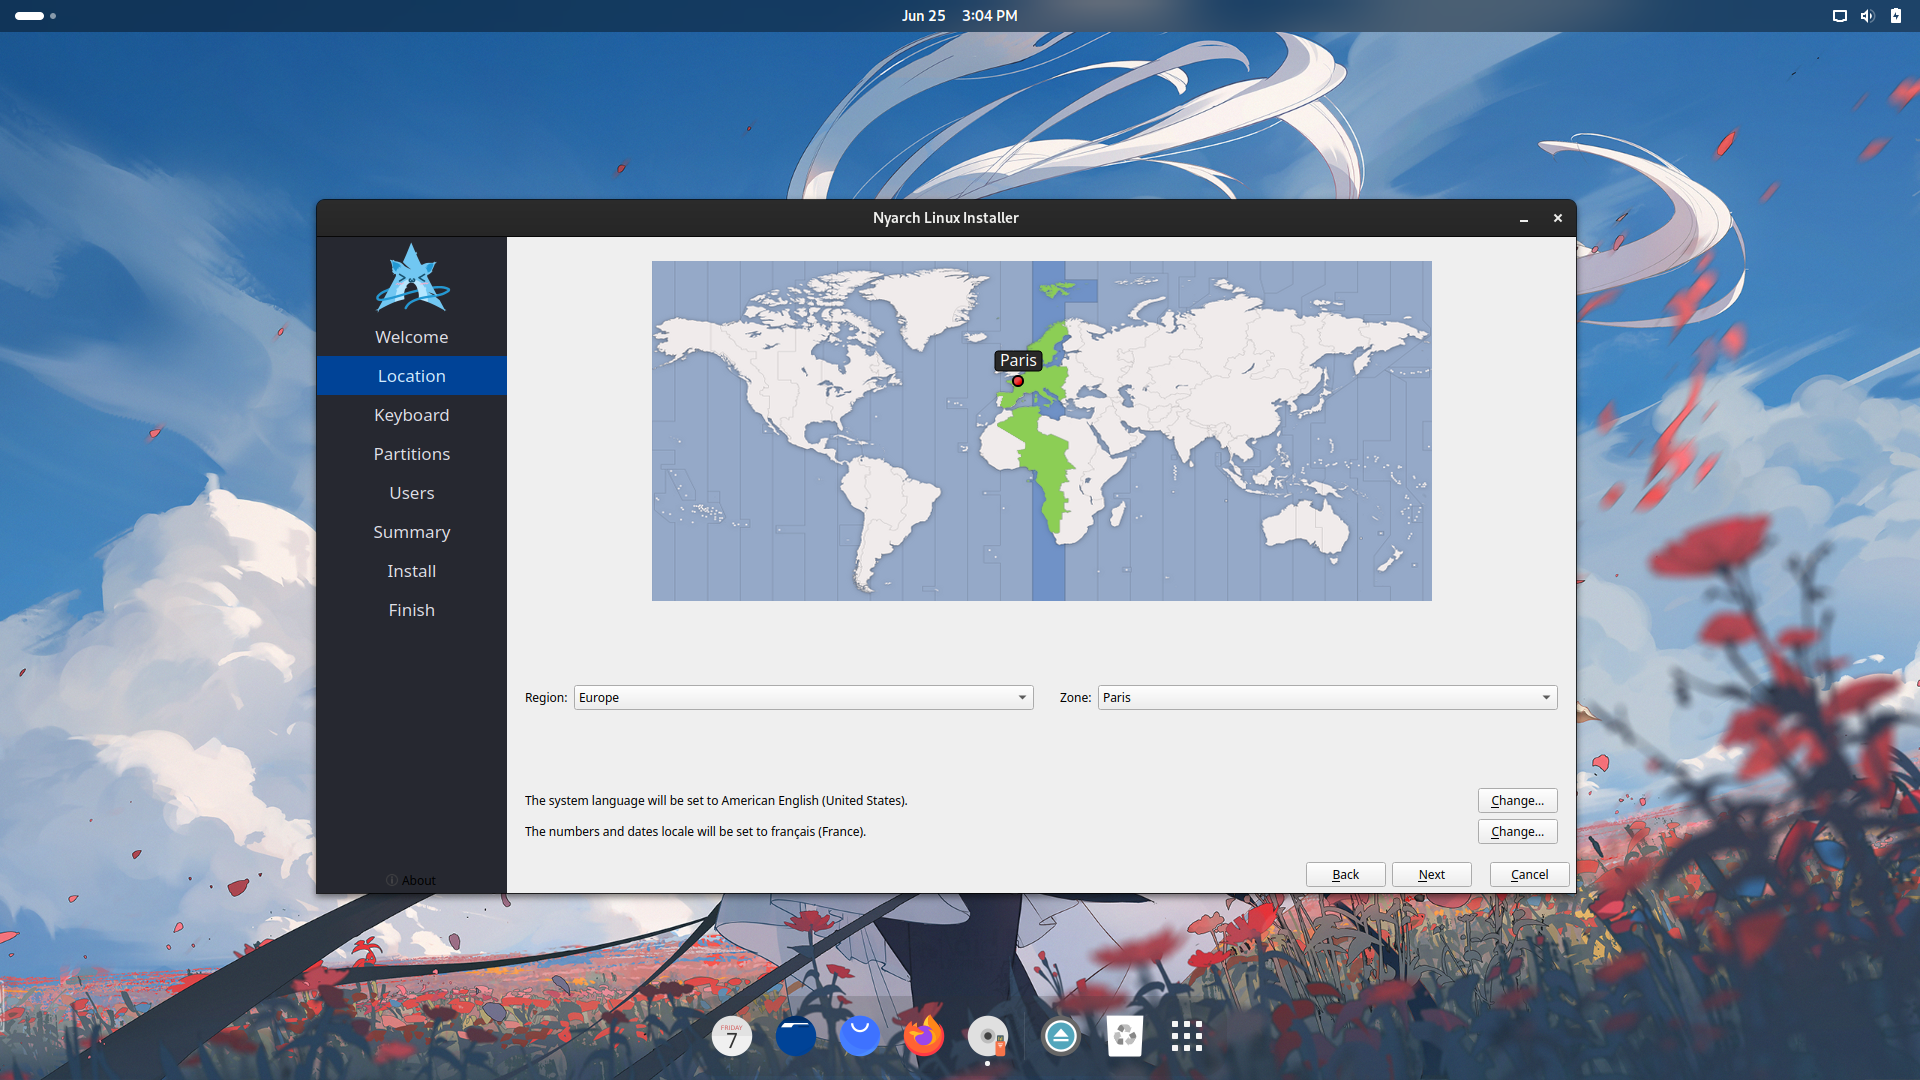 Jun 25 3:04 PM
Nyarch Linux Installer
Welcome
Location
Keyboard
Partitions
Users
Summary
Install
Finish
About
Paris
Region: Europe Zone: Paris
The system language will be set to American English (United States). Change...
The numbers and dates locale will be set to français (France). Change...
Back Next Cancel
FRIDAY
7